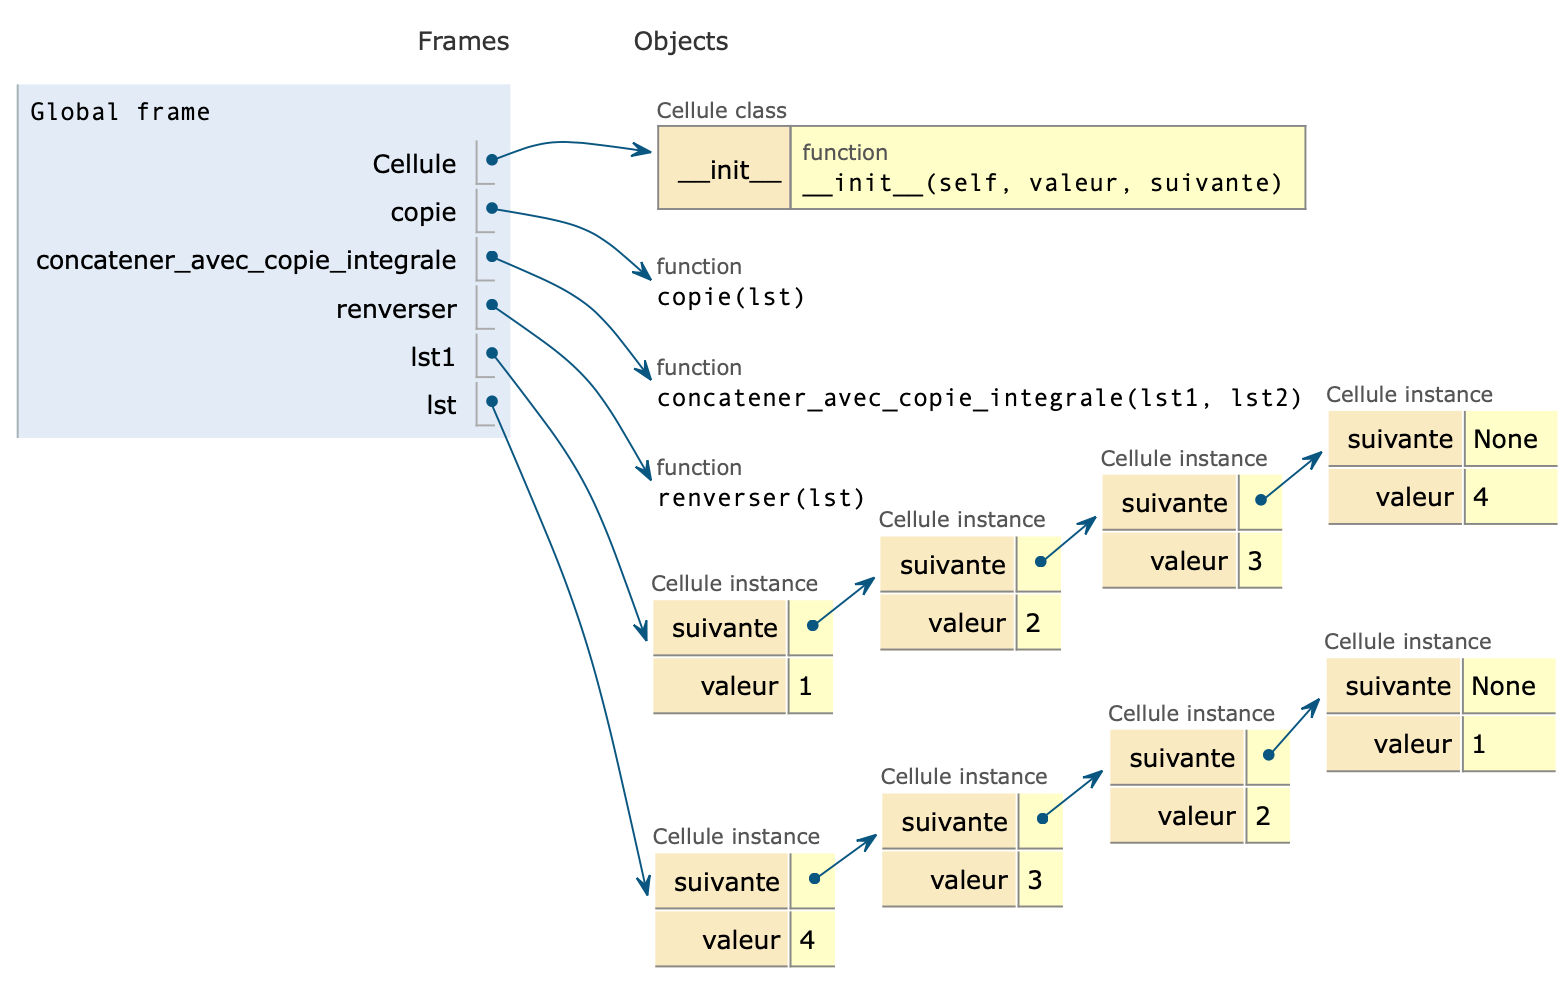 Frames
Objects
Global frame
Cellule
copie
concatener_avec_copie_integrale
renverser
lst1
lst
Cellule class
__init__
function
__init__(self, valeur, suivante)
function
copie(lst)
function
concatener_avec_copie_integrale(lst1, lst2)
function
renverser(lst)
Cellule instance
suivante
valeur 1
Cellule instance
suivante
valeur 2
Cellule instance
suivante
valeur 3
Cellule instance
suivante None
valeur 4
Cellule instance
suivante
valeur 4
Cellule instance
suivante
valeur 3
Cellule instance
suivante
valeur 2
Cellule instance
suivante None
valeur 1